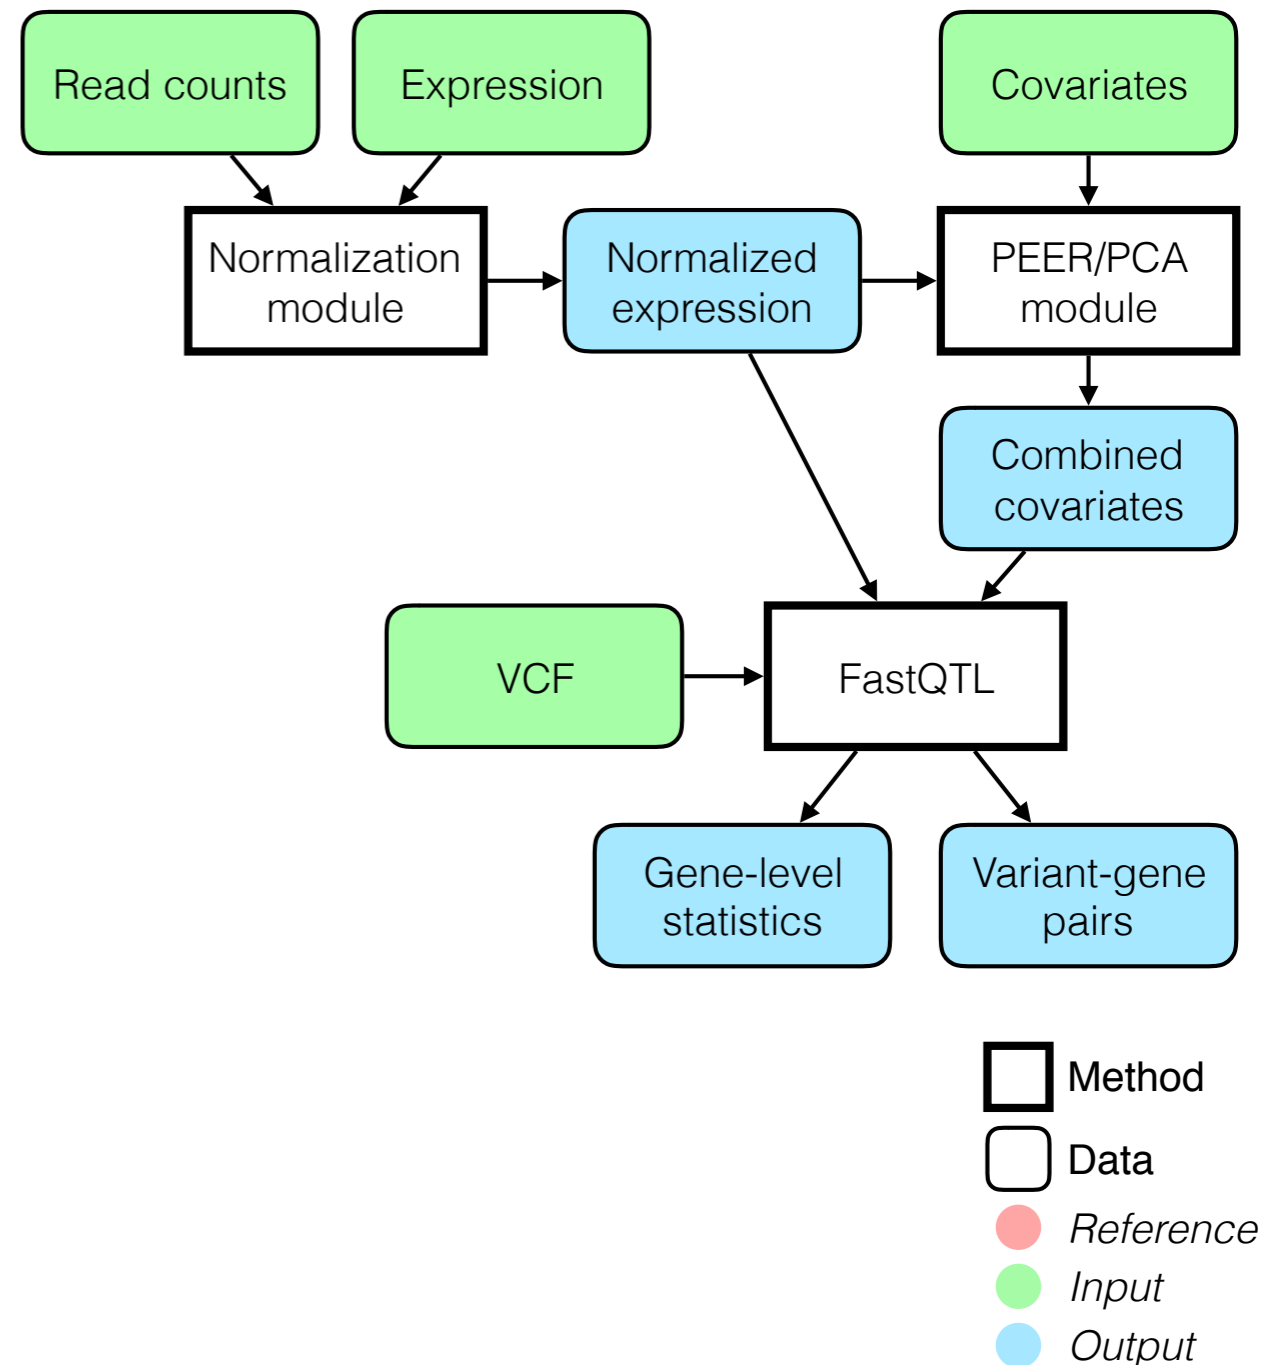 Read counts
Expression
Covariates
Normalization
module
Normalized
expression
PEER/PCA
module
Combined
covariates
VCF
FastQTL
Gene-level
statistics
Variant-gene
pairs
Method
Data
Reference
Input
Output